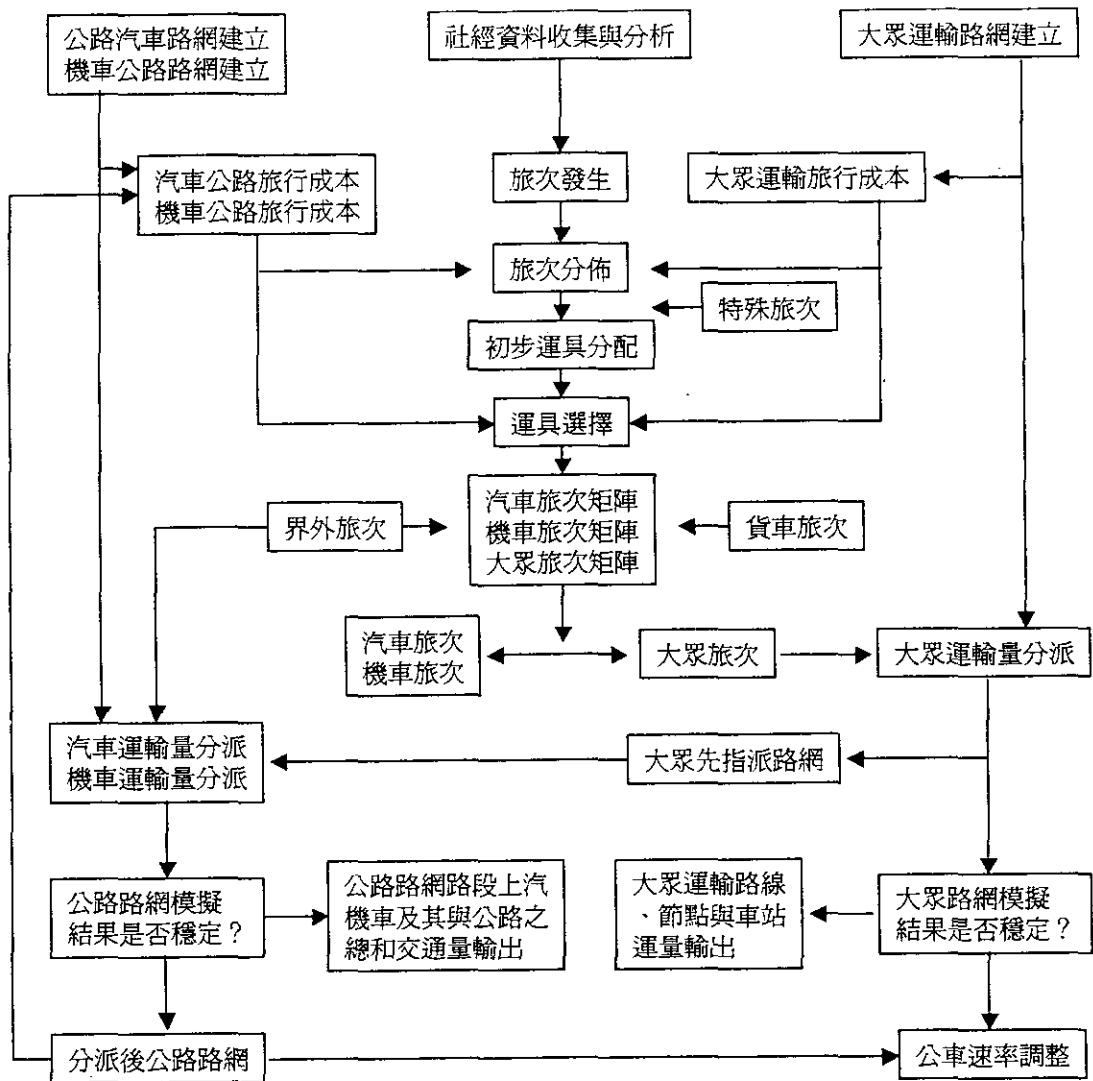 公路汽車路網建立
機車公路路網建立
社經資料收集與分析
大眾運輸路網建立
汽車公路旅行成本
機車公路旅行成本
旅次發生
大眾運輸旅行成本
旅次分佈
特殊旅次
初步運具分配
運具選擇
界外旅次
汽車旅次矩陣
機車旅次矩陣
大眾旅次矩陣
貨車旅次
汽車旅次
機車旅次
大眾旅次
大眾運輸量分派
汽車運輸量分派
機車運輸量分派
大眾先指派路網
公路路網模擬
結果是否穩定？
公路路網路段上汽
機車及其與公路之
總和交通量輸出
大眾運輸路線
、節點與車站
運量輸出
大眾路網模擬
結果是否穩定？
分派後公路路網
公車速率調整